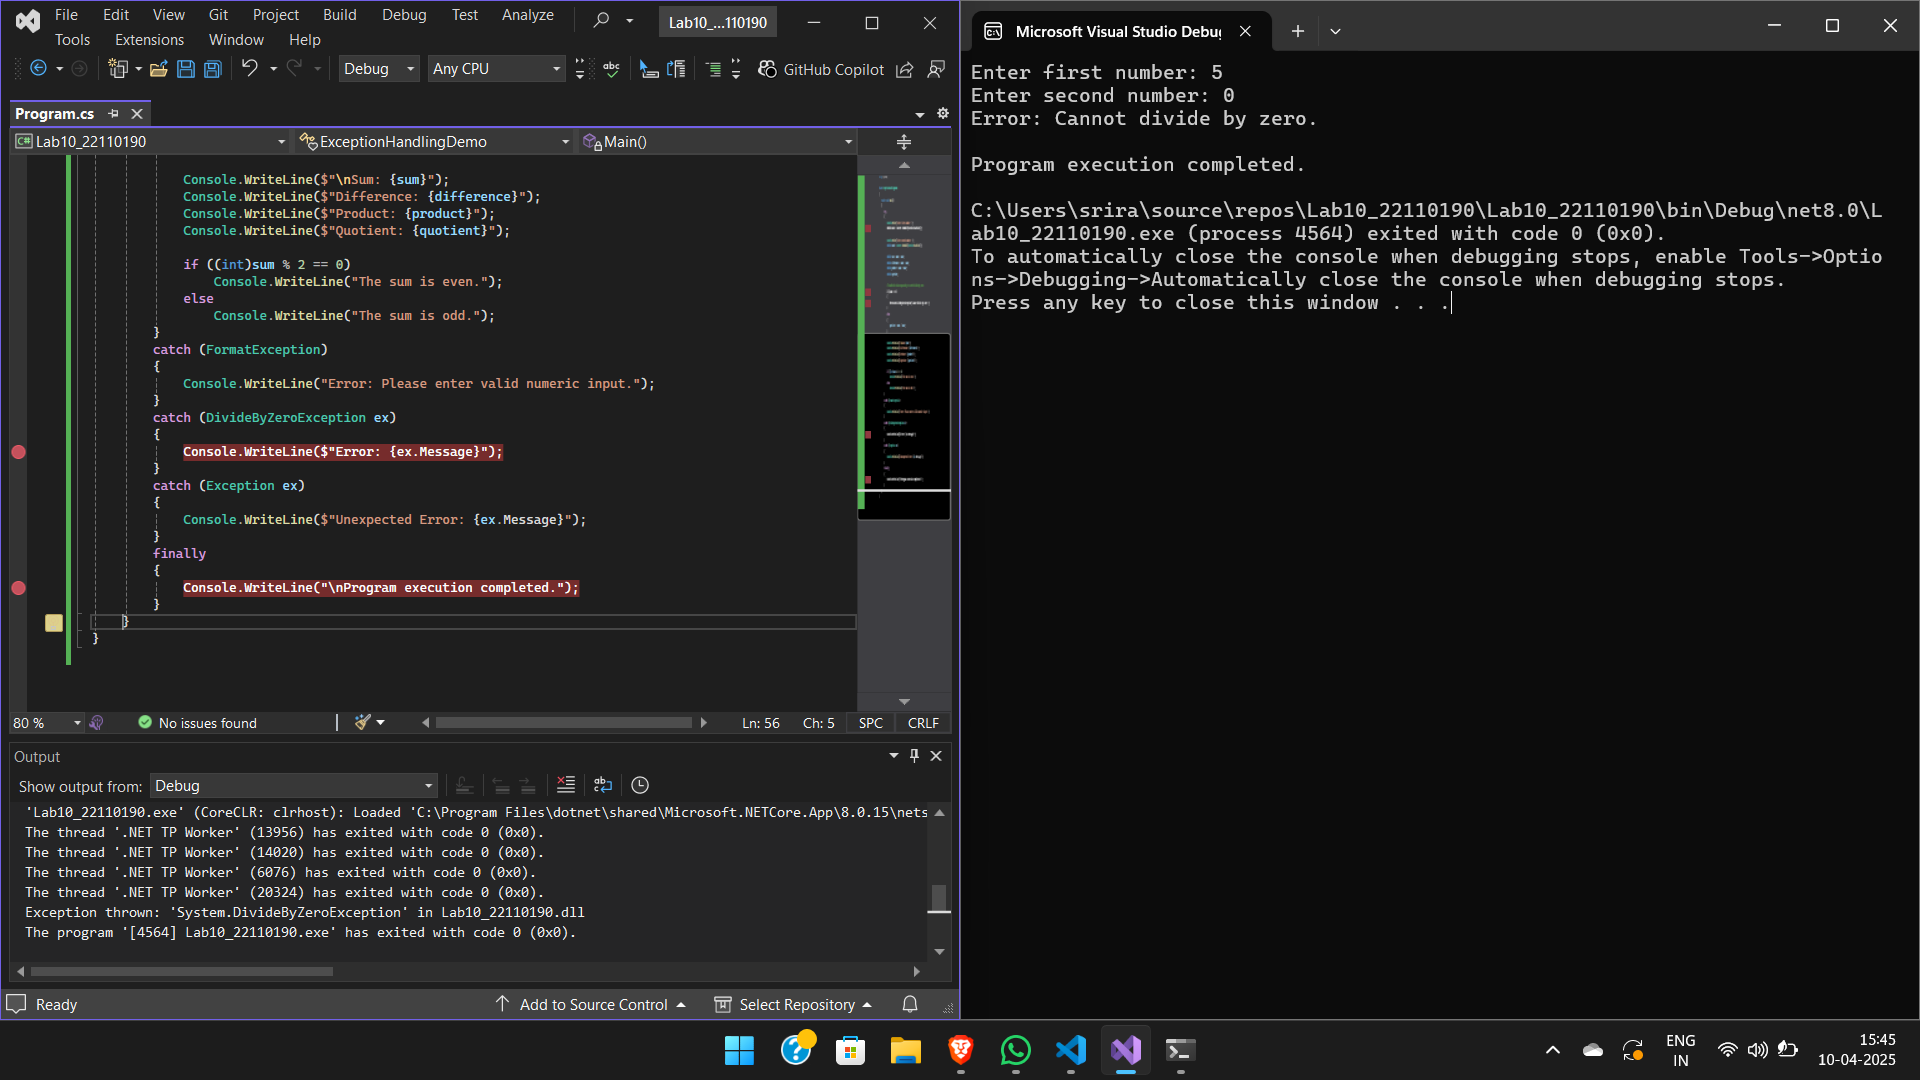 File Edit View Git Project Build Debug Test Analyze Lab10_...110190
Tools Extensions Window Help
Debug Any CPU abc GitHub Copilot
Program.cs
C# Lab10_22110190 ExceptionHandlingDemo Main()
Console.WriteLine($"\nSum: {sum}");
Console.WriteLine($"Difference: {difference}");
Console.WriteLine($"Product: {product}");
Console.WriteLine($"Quotient: {quotient}");
if ((int)sum % 2 == 0)
Console.WriteLine("The sum is even.");
else
Console.WriteLine("The sum is odd.");
}
catch (FormatException)
{
Console.WriteLine("Error: Please enter valid numeric input.");
}
catch (DivideByZeroException ex)
{
Console.WriteLine($"Error: {ex.Message}");
}
catch (Exception ex)
{
Console.WriteLine($"Unexpected Error: {ex.Message}");
}
finally
{
Console.WriteLine("\nProgram execution completed.");
}
}
}
80 % No issues found Ln: 56 Ch: 5 SPC CRLF
Output
Show output from: Debug
'Lab10_22110190.exe' (CoreCLR: clrhost): Loaded 'C:\Program Files\dotnet\shared\Microsoft.NETCore.App\8.0.15\nets
The thread '.NET TP Worker' (13956) has exited with code 0 (0x0).
The thread '.NET TP Worker' (14020) has exited with code 0 (0x0).
The thread '.NET TP Worker' (6076) has exited with code 0 (0x0).
The thread '.NET TP Worker' (20324) has exited with code 0 (0x0).
Exception thrown: 'System.DivideByZeroException' in Lab10_22110190.dll
The program '[4564] Lab10_22110190.exe' has exited with code 0 (0x0).
Ready Add to Source Control Select Repository
Microsoft Visual Studio Debu
Enter first number: 5
Enter second number: 0
Error: Cannot divide by zero.
Program execution completed.
C:\Users\srira\source\repos\Lab10_22110190\Lab10_22110190\bin\Debug\net8.0\L
ab10_22110190.exe (process 4564) exited with code 0 (0x0).
To automatically close the console when debugging stops, enable Tools->Optio
ns->Debugging->Automatically close the console when debugging stops.
Press any key to close this window . . .
ENG
IN
15:45
10-04-2025